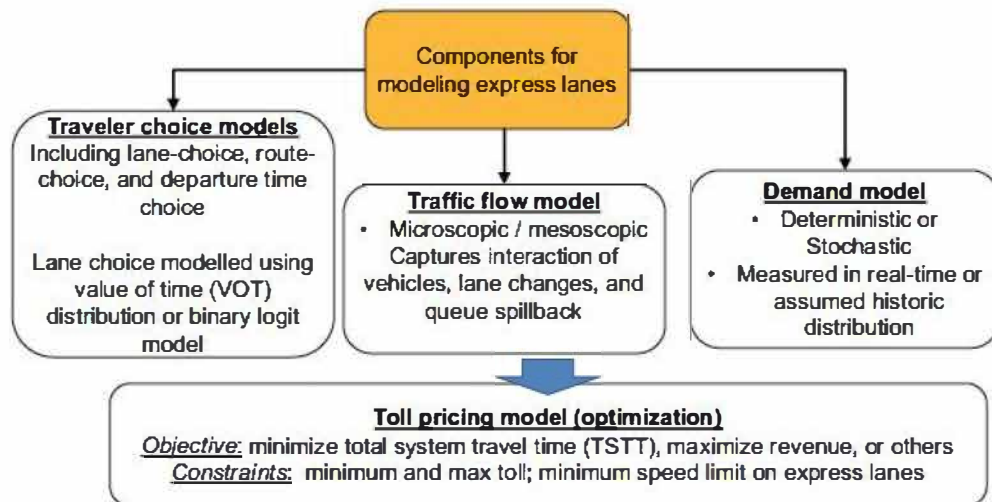 Components for
modeling express lanes
Traveler choice models
Including lane-choice, route-
choice, and departure time
choice
Lane choice modelled using
value of time (VOT)
distribution or binary logit
model
Traffic flow model
• Microscopic / mesoscopic
Captures interaction of
vehicles, lane changes, and
queue spillback
Demand model
• Deterministic or
Stochastic
• Measured in real-time or
assumed historic
distribution
Toll pricing model (optimization)
Objective: minimize total system travel time (TSTT), maximize revenue, or others
Constraints: minimum and max toll; minimum speed limit on express lanes